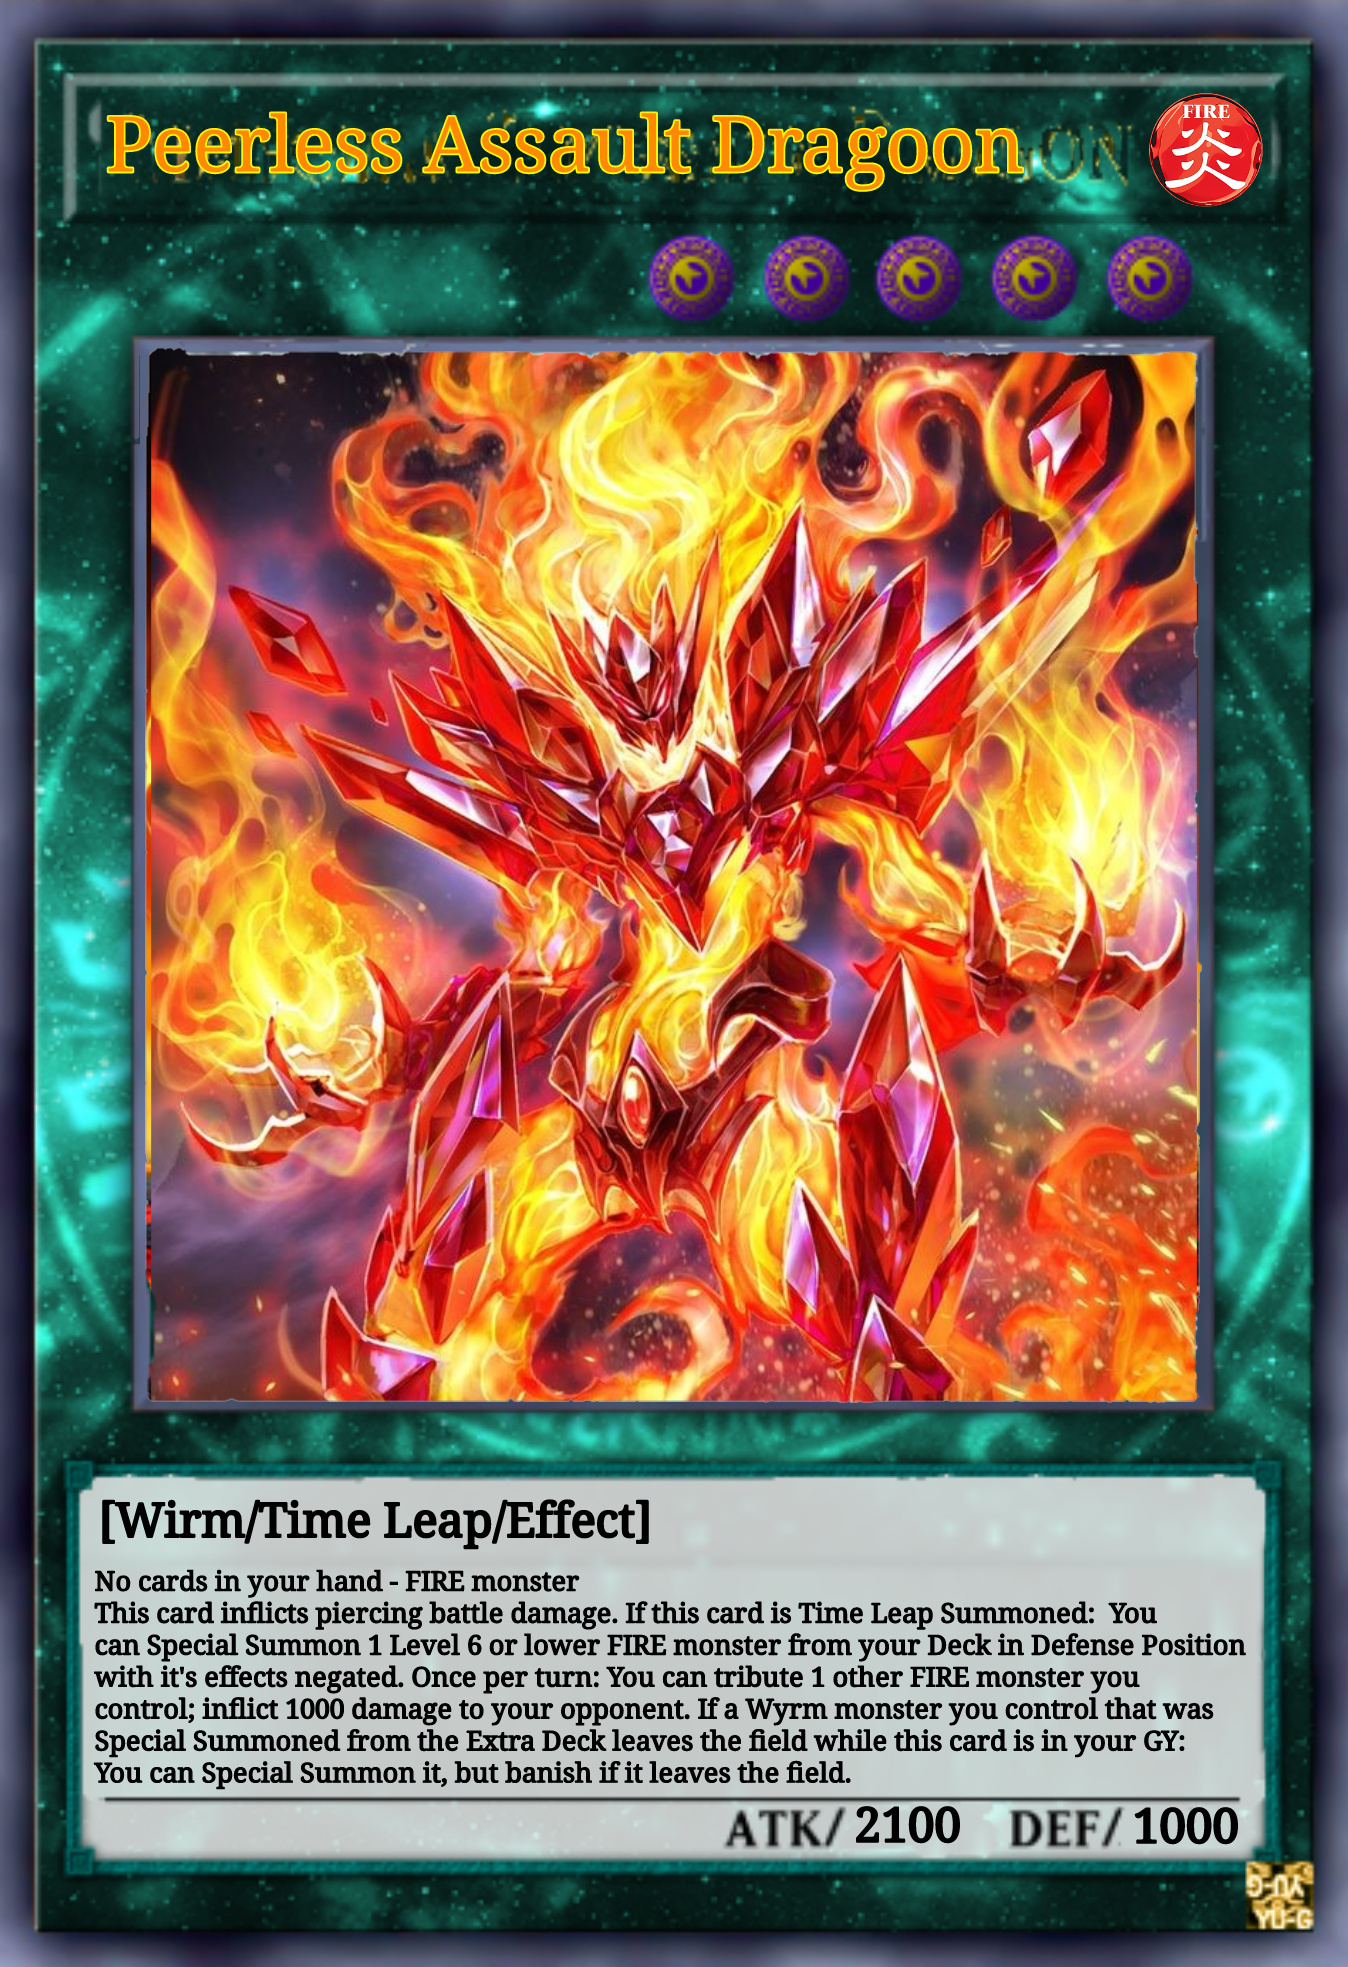 Peerless Assault Dragoon
FIRE
炎
[Wirm/Time Leap/Effect]
No cards in your hand - FIRE monster
This card inflicts piercing battle damage. If this card is Time Leap Summoned:  You
can Special Summon 1 Level 6 or lower FIRE monster from your Deck in Defense Position
with it's effects negated. Once per turn: You can tribute 1 other FIRE monster you
control; inflict 1000 damage to your opponent. If a Wyrm monster you control that was
Special Summoned from the Extra Deck leaves the field while this card is in your GY:
You can Special Summon it, but banish if it leaves the field.
ATK/ 2100 DEF/ 1000
YU-G